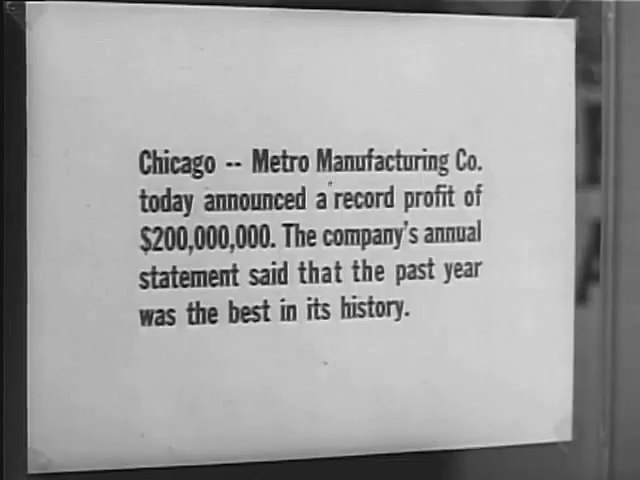 Chicago -- Metro Manufacturing Co.
today announced a record profit of
$200,000,000. The company's annual
statement said that the past year
was the best in its history.